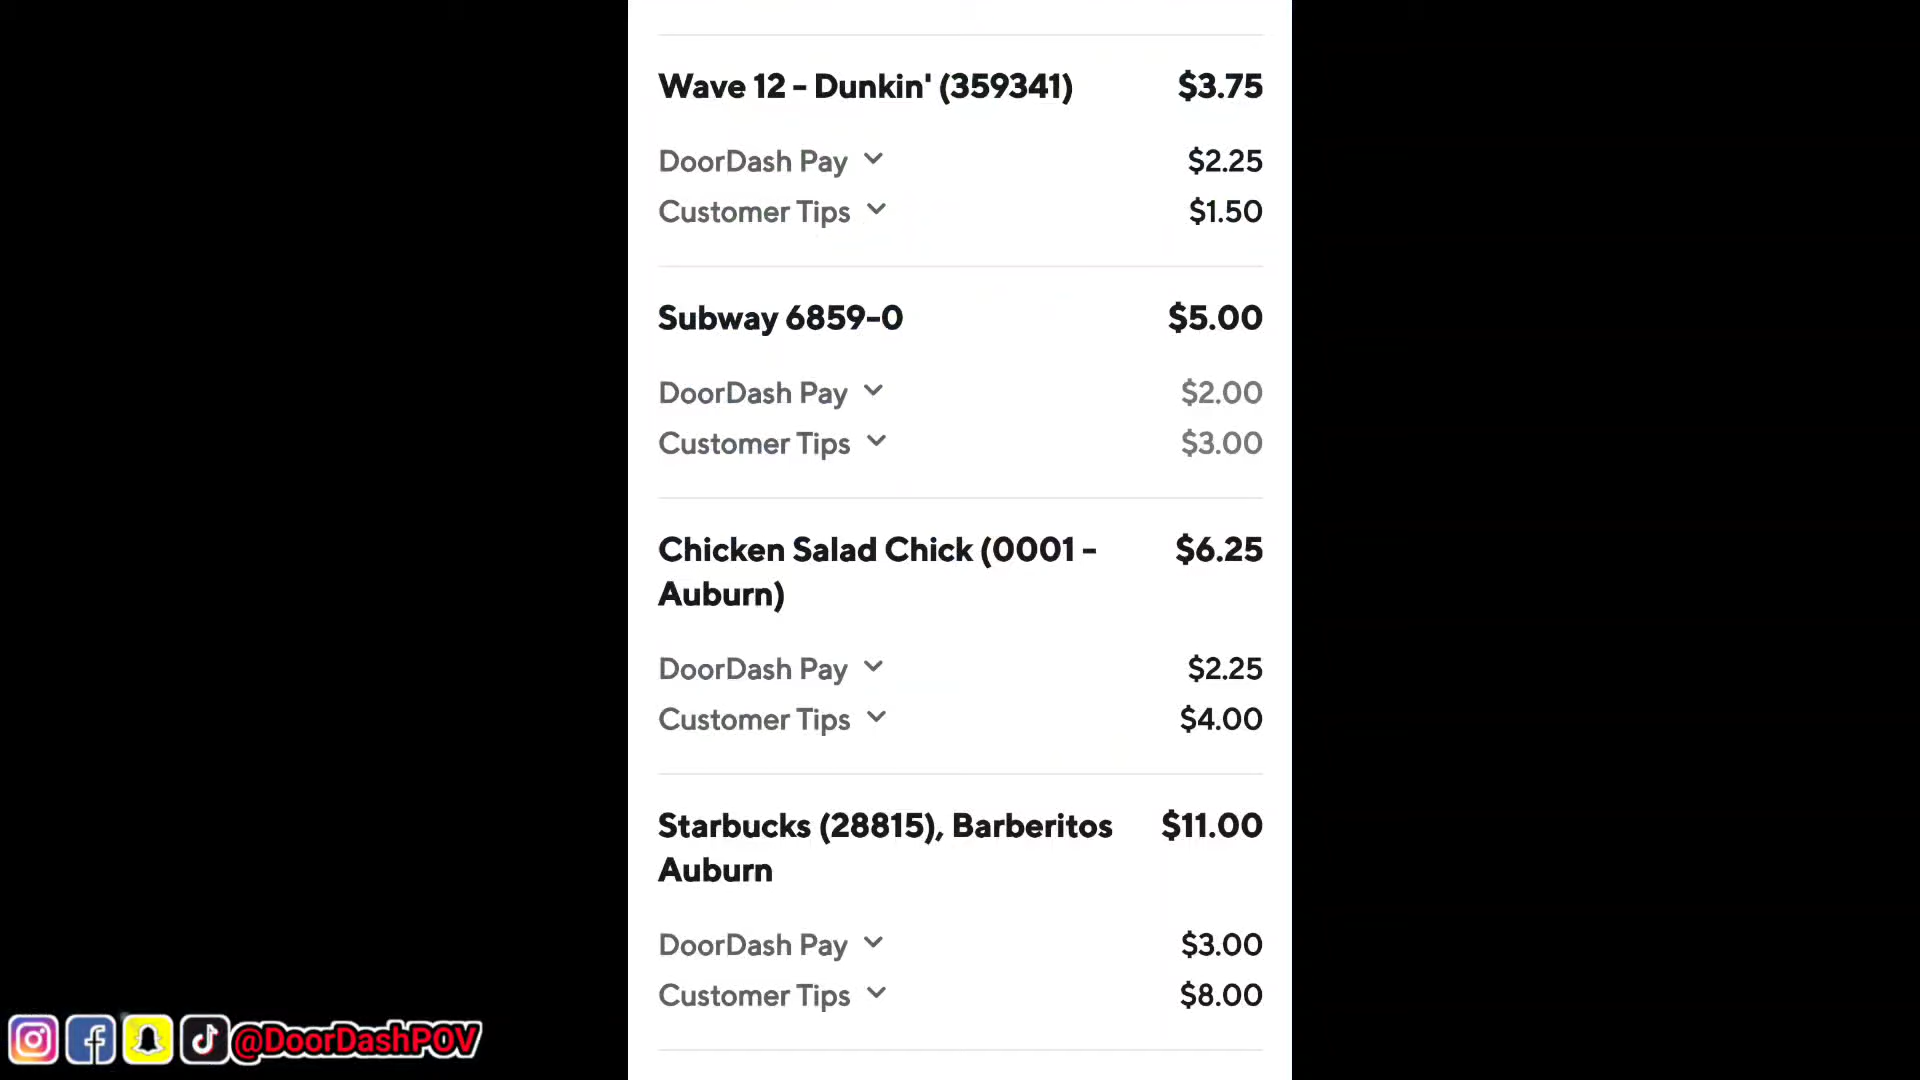 Wave 12 - Dunkin' (359341) $3.75
DoorDash Pay $2.25
Customer Tips $1.50
Subway 6859-0 $5.00
DoorDash Pay $2.00
Customer Tips $3.00
Chicken Salad Chick (0001 - $6.25
Auburn)
DoorDash Pay $2.25
Customer Tips $4.00
Starbucks (28815), Barberitos $11.00
Auburn
DoorDash Pay $3.00
Customer Tips $8.00
@DoorDashPOV